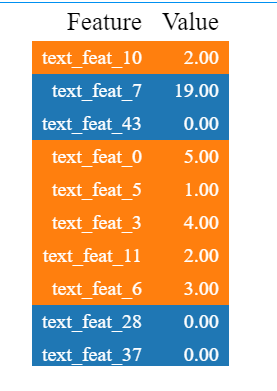 Feature Value
text_feat_10 2.00
text_feat_7 19.00
text_feat_43 0.00
text_feat_0 5.00
text_feat_5 1.00
text_feat_3 4.00
text_feat_11 2.00
text_feat_6 3.00
text_feat_28 0.00
text_feat_37 0.00